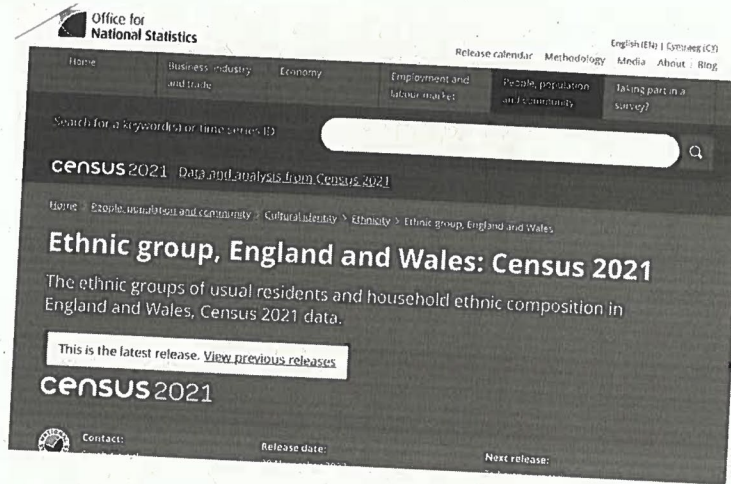 Office for
National Statistics
English (EN) | Cymraeg (CY)
Release calendar Methodology Media About Blog
Home
Business, industry
and trade
Economy
Employment and
labour market
People, population
and community
Taking part in a
survey?
Search for a keyword(s) or time series ID
census 2021 Data and analysis from Census 2021
Home > People, population and community > Cultural identity > Ethnicity > Ethnic group, England and Wales
Ethnic group, England and Wales: Census 2021
The ethnic groups of usual residents and household ethnic composition in
England and Wales, Census 2021 data.
This is the latest release. View previous releases
census 2021
Contact:
Release date:
Next release: